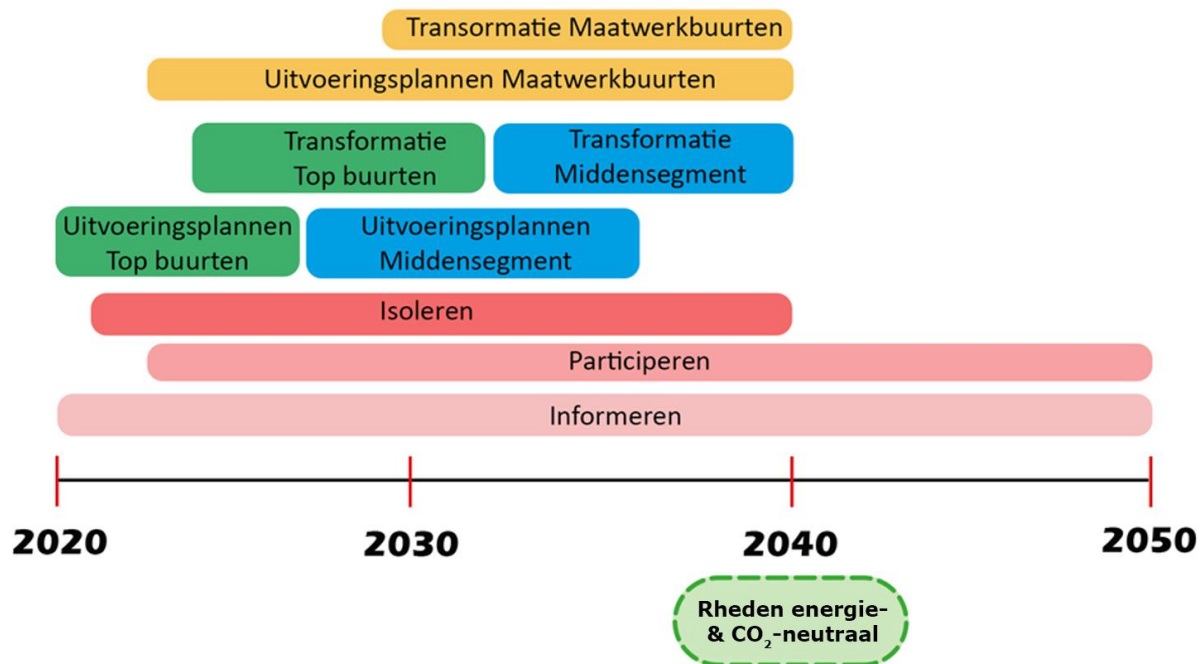 Transormatie Maatwerkbuurten
Uitvoeringsplannen Maatwerkbuurten
Transformatie
Top buurten
Transformatie
Middensegment
Uitvoeringsplannen
Top buurten
Uitvoeringsplannen
Middensegment
Isoleren
Participeren
Informeren
2020
2030
2040
2050
Rheden energie-
& CO₂-neutraal